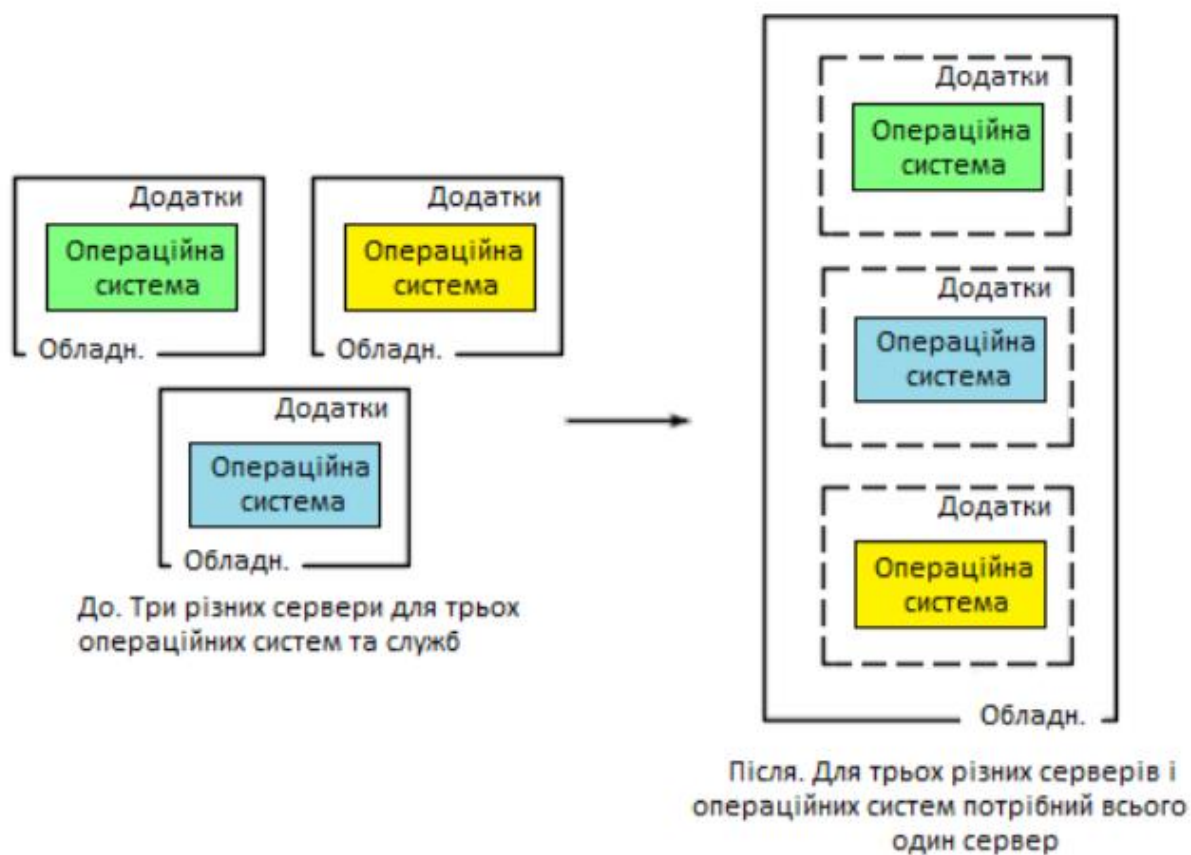 Додатки
Операційна
система
Обладн.
Додатки
Операційна
система
Обладн.
Додатки
Операційна
система
Обладн.
До. Три різних сервери для трьох
операційних систем та служб
Додатки
Операційна
система
Додатки
Операційна
система
Додатки
Операційна
система
Обладн.
Після. Для трьох різних серверів і
операційних систем потрібний всього
один сервер